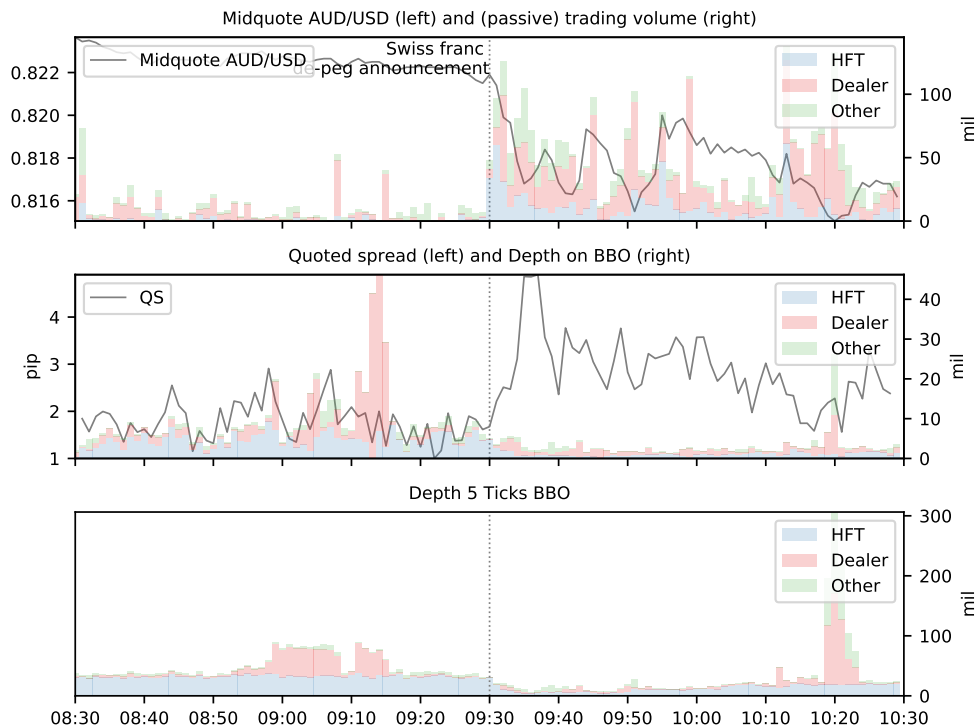 Midquote AUD/USD (left) and (passive) trading volume (right)
Midquote AUD/USD
Swiss franc
de-peg announcement
HFT
Dealer
Other
0.822
0.820
0.818
0.816
100
50
0
mil
Quoted spread (left) and Depth on BBO (right)
QS
HFT
Dealer
Other
4
3
2
1
pip
40
30
20
10
0
mil
Depth 5 Ticks BBO
HFT
Dealer
Other
300
200
100
0
mil
08:30 08:40 08:50 09:00 09:10 09:20 09:30 09:40 09:50 10:00 10:10 10:20 10:30